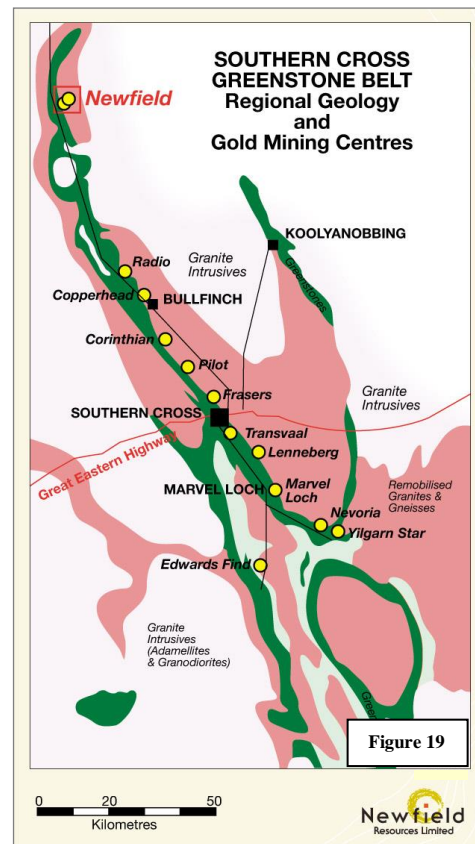 SOUTHERN CROSS
GREENSTONE BELT
Regional Geology
and
Gold Mining Centres
Newfield
KOOLYANOBBING
Granite
Intrusives
Radio
Greenstones
Copperhead
BULLFINCH
Corinthian
Pilot
Granite
Intrusives
Frasers
SOUTHERN CROSS
Great Eastern Highway
Transvaal
Lenneberg
MARVEL LOCH
Marvel
Loch
Remobilised
Granites &
Gneisses
Nevoria
Yilgarn Star
Edwards Find
Granite
Intrusives
(Adamellites
& Granodiorites)
Figure 19
0 20 50
Kilometres
Newfield
Resources Limited